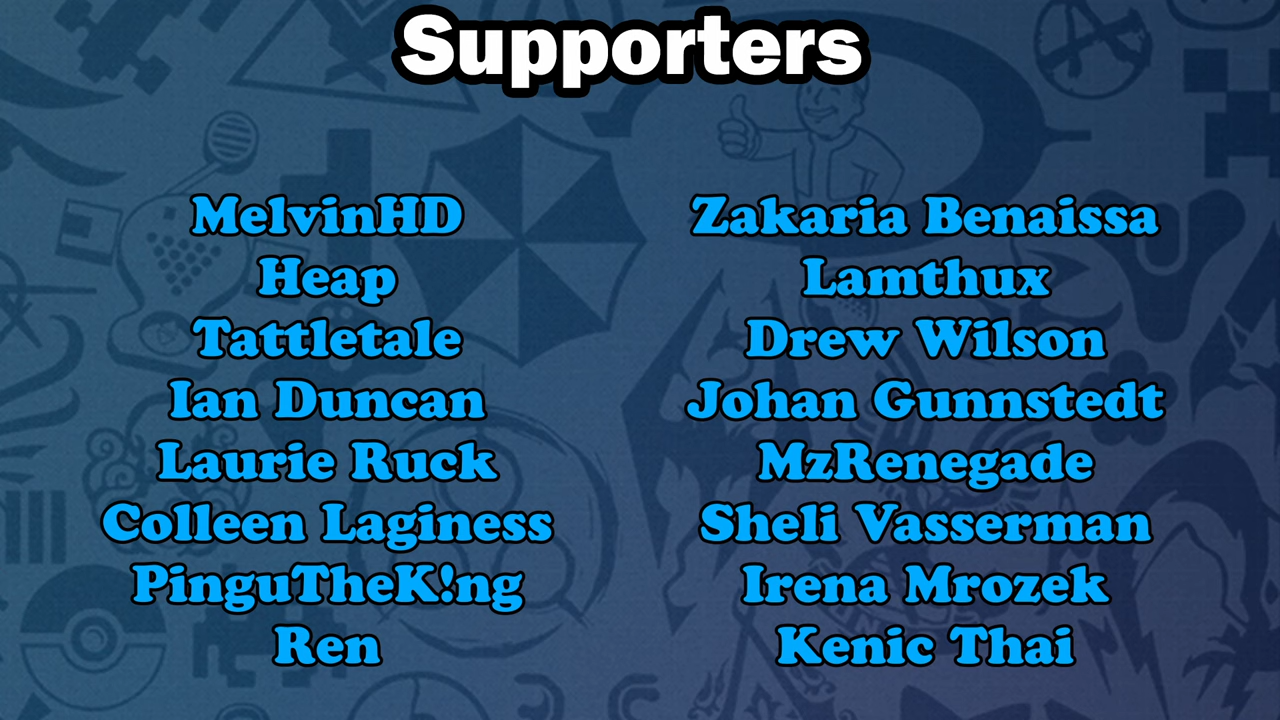 Supporters
MelvinHD
Heap
Tattletale
Ian Duncan
Laurie Ruck
Colleen Laginess
PinguTheK!ng
Ren
Zakaria Benaissa
Lamthux
Drew Wilson
Johan Gunnstedt
MzRenegade
Sheli Vasserman
Irena Mrozek
Kenic Thai